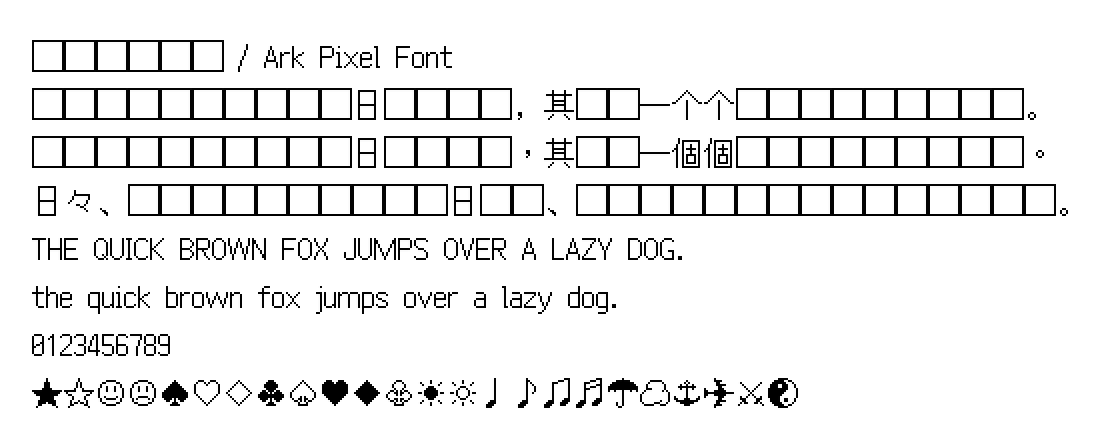 □□□□□□ / Ark Pixel Font
□□□□□□□□□□日□□□□，其□□一个个□□□□□□□□□。
□□□□□□□□□□日□□□□，其□□一個個□□□□□□□□□。
日々、□□□□□□□□□□日□□、□□□□□□□□□□□□□□□。
THE QUICK BROWN FOX JUMPS OVER A LAZY DOG.
the quick brown fox jumps over a lazy dog.
0123456789
★☆☺☹♠♡♢♣♤♥♦♧☀☼♩♪♫♬☂☁⚓✈⚔☯